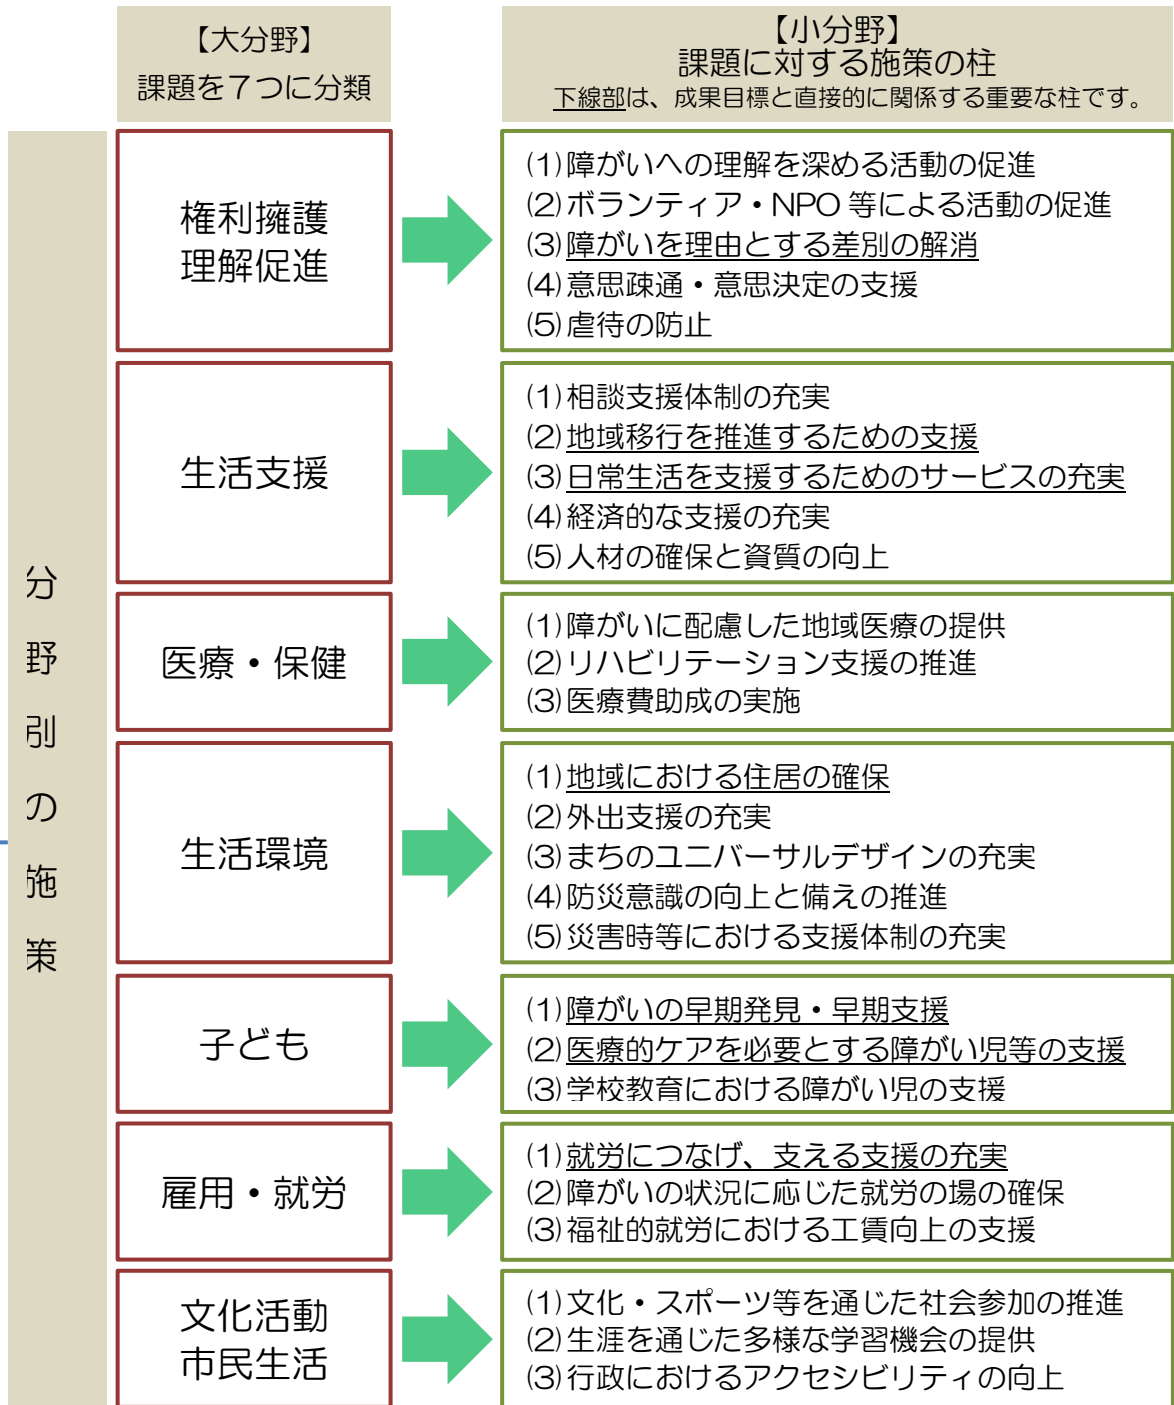 【大分野】
課題を7つに分類
【小分野】
課題に対する施策の柱
下線部は、成果目標と直接的に関係する重要な柱です。
分野別の施策
権利擁護
理解促進
(1)障がいへの理解を深める活動の促進
(2)ボランティア・NPO等による活動の促進
(3)障がいを理由とする差別の解消
(4)意思疎通・意思決定の支援
(5)虐待の防止
生活支援
(1)相談支援体制の充実
(2)地域移行を推進するための支援
(3)日常生活を支援するためのサービスの充実
(4)経済的な支援の充実
(5)人材の確保と資質の向上
医療・保健
(1)障がいに配慮した地域医療の提供
(2)リハビリテーション支援の推進
(3)医療費助成の実施
生活環境
(1)地域における住居の確保
(2)外出支援の充実
(3)まちのユニバーサルデザインの充実
(4)防災意識の向上と備えの推進
(5)災害時等における支援体制の充実
子ども
(1)障がいの早期発見・早期支援
(2)医療的ケアを必要とする障がい児等の支援
(3)学校教育における障がい児の支援
雇用・就労
(1)就労につなげ、支える支援の充実
(2)障がいの状況に応じた就労の場の確保
(3)福祉的就労における工賃向上の支援
文化活動
市民生活
(1)文化・スポーツ等を通じた社会参加の推進
(2)生涯を通じた多様な学習機会の提供
(3)行政におけるアクセシビリティの向上